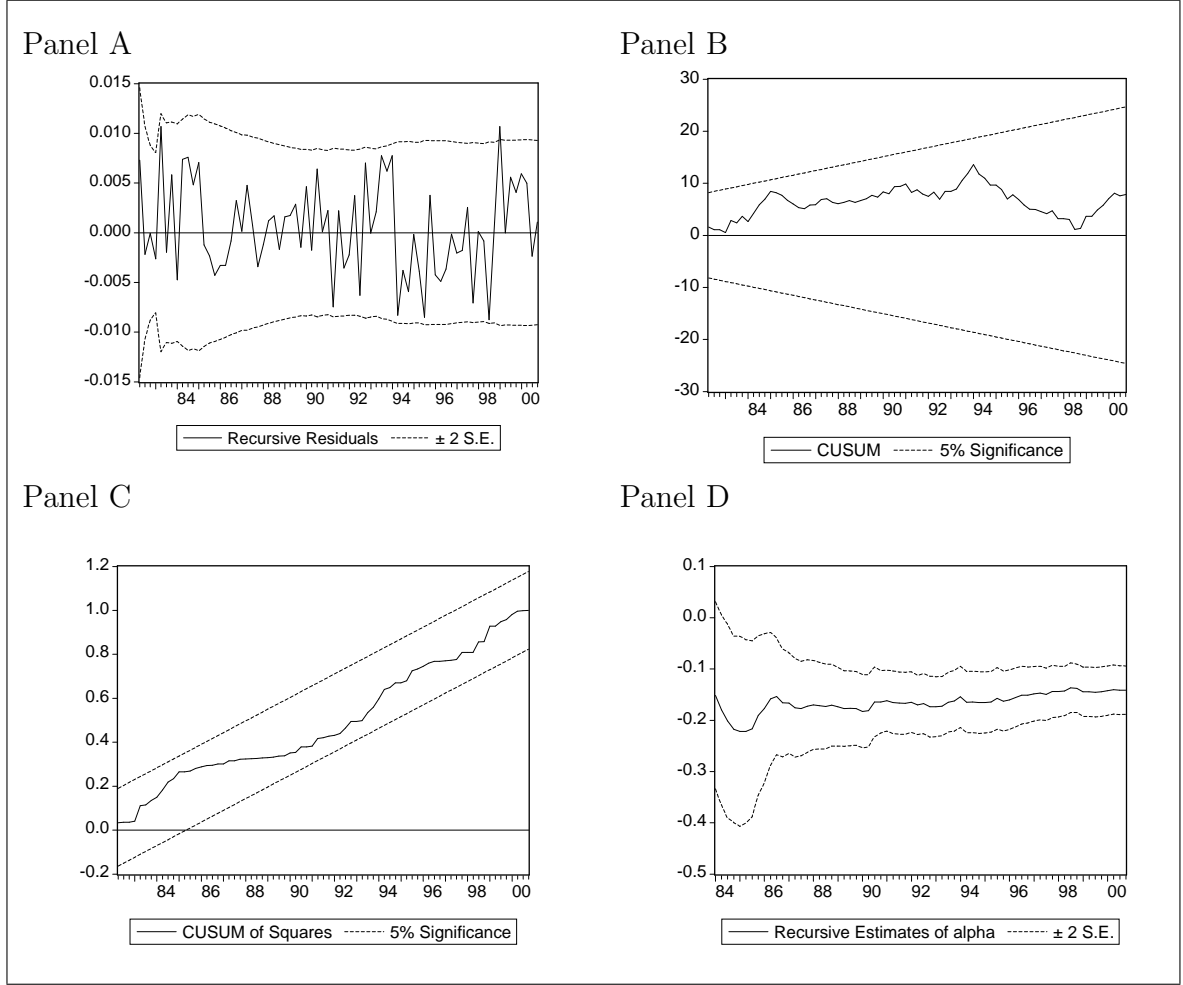 Panel A
0.015
0.010
0.005
0.000
-0.005
-0.010
-0.015
84 86 88 90 92 94 96 98 00
Recursive Residuals ± 2 S.E.
Panel B
30
20
10
0
-10
-20
-30
84 86 88 90 92 94 96 98 00
CUSUM 5% Significance
Panel C
1.2
1.0
0.8
0.6
0.4
0.2
0.0
-0.2
84 86 88 90 92 94 96 98 00
CUSUM of Squares 5% Significance
Panel D
0.1
0.0
-0.1
-0.2
-0.3
-0.4
-0.5
84 86 88 90 92 94 96 98 00
Recursive Estimates of alpha ± 2 S.E.